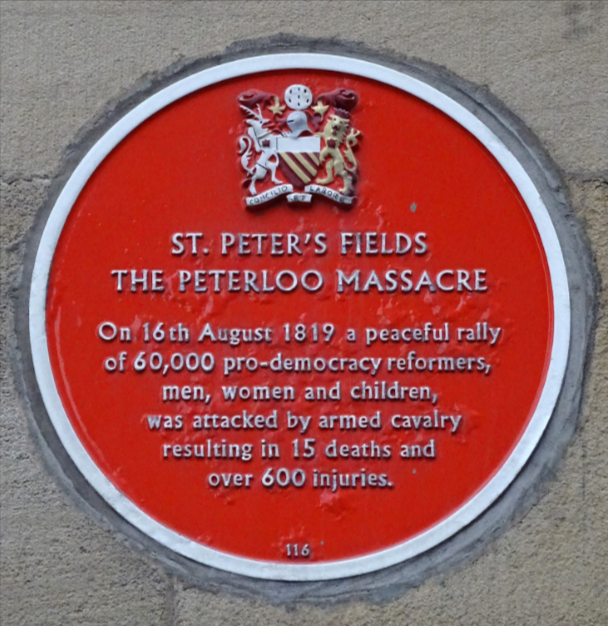 CONCILIO ET LABORE
ST. PETER'S FIELDS
THE PETERLOO MASSACRE
On 16th August 1819 a peaceful rally
of 60,000 pro-democracy reformers,
men, women and children,
was attacked by armed cavalry
resulting in 15 deaths and
over 600 injuries.
116